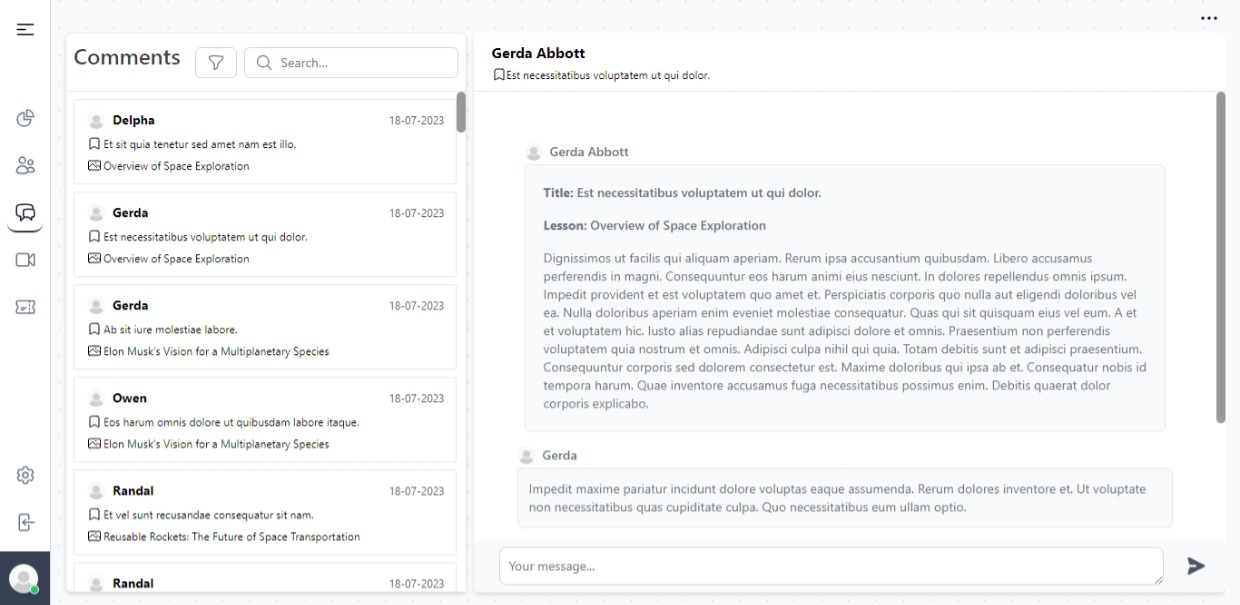 Comments
Search...
Delpha 18-07-2023
Et sit quia tenetur sed amet nam est illo.
Overview of Space Exploration
Gerda 18-07-2023
Est necessitatibus voluptatem ut qui dolor.
Overview of Space Exploration
Gerda 18-07-2023
Ab sit iure molestiae labore.
Elon Musk's Vision for a Multiplanetary Species
Owen 18-07-2023
Eos harum omnis dolore ut quibusdam labore itaque.
Elon Musk's Vision for a Multiplanetary Species
Randal 18-07-2023
Et vel sunt recusandae consequatur sit nam.
Reusable Rockets: The Future of Space Transportation
Randal 18-07-2023
Gerda Abbott
Est necessitatibus voluptatem ut qui dolor.
Gerda Abbott
Title: Est necessitatibus voluptatem ut qui dolor.
Lesson: Overview of Space Exploration
Dignissimos ut facilis qui aliquam aperiam. Rerum ipsa accusantium quibusdam. Libero accusamus
perferendis in magni. Consequuntur eos harum animi eius nesciunt. In dolores repellendus omnis ipsum.
Impedit provident et est voluptatem quo amet et. Perspiciatis corporis quo nulla aut eligendi doloribus vel
ea. Nulla doloribus aperiam enim eveniet molestiae consequatur. Quas qui sit quisquam eius vel eum. A et
et voluptatem hic. Iusto alias repudiandae sunt adipisci dolore et omnis. Praesentium non perferendis
voluptatem quia nostrum et omnis. Adipisci culpa nihil qui quia. Totam debitis sunt et adipisci praesentium.
Consequuntur corporis sed dolorem consectetur est. Maxime doloribus qui ipsa ab et. Consequatur nobis id
tempora harum. Quae inventore accusamus fuga necessitatibus possimus enim. Debitis quaerat dolor
corporis explicabo.
Gerda
Impedit maxime pariatur incidunt dolore voluptas eaque assumenda. Rerum dolores inventore et. Ut voluptate
non necessitatibus quas cupiditate culpa. Quo necessitatibus eum ullam optio.
Your message...